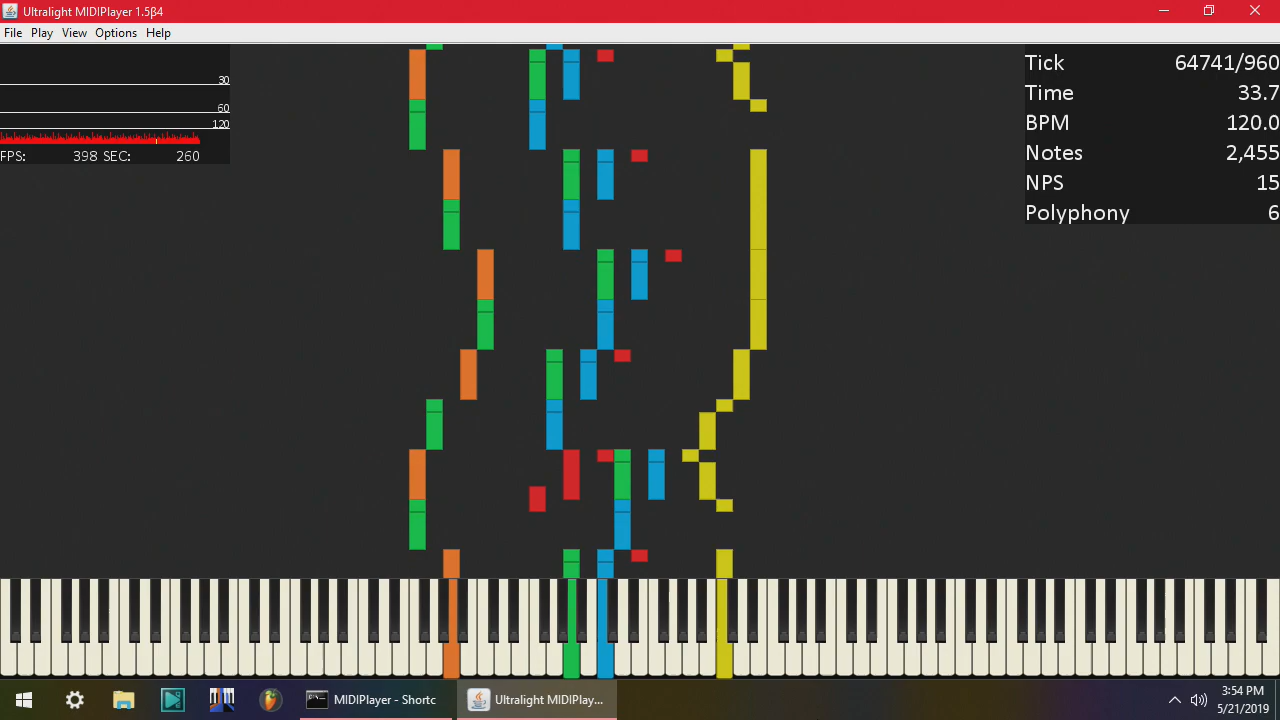 Ultralight MIDIPlayer 1.5β4
File Play View Options Help
30
60
120
FPS: 398 SEC: 260
Tick 64741/960
Time 33.7
BPM 120.0
Notes 2,455
NPS 15
Polyphony 6
MIDIPlayer - Shortc
Ultralight MIDIPlay...
3:54 PM
5/21/2019